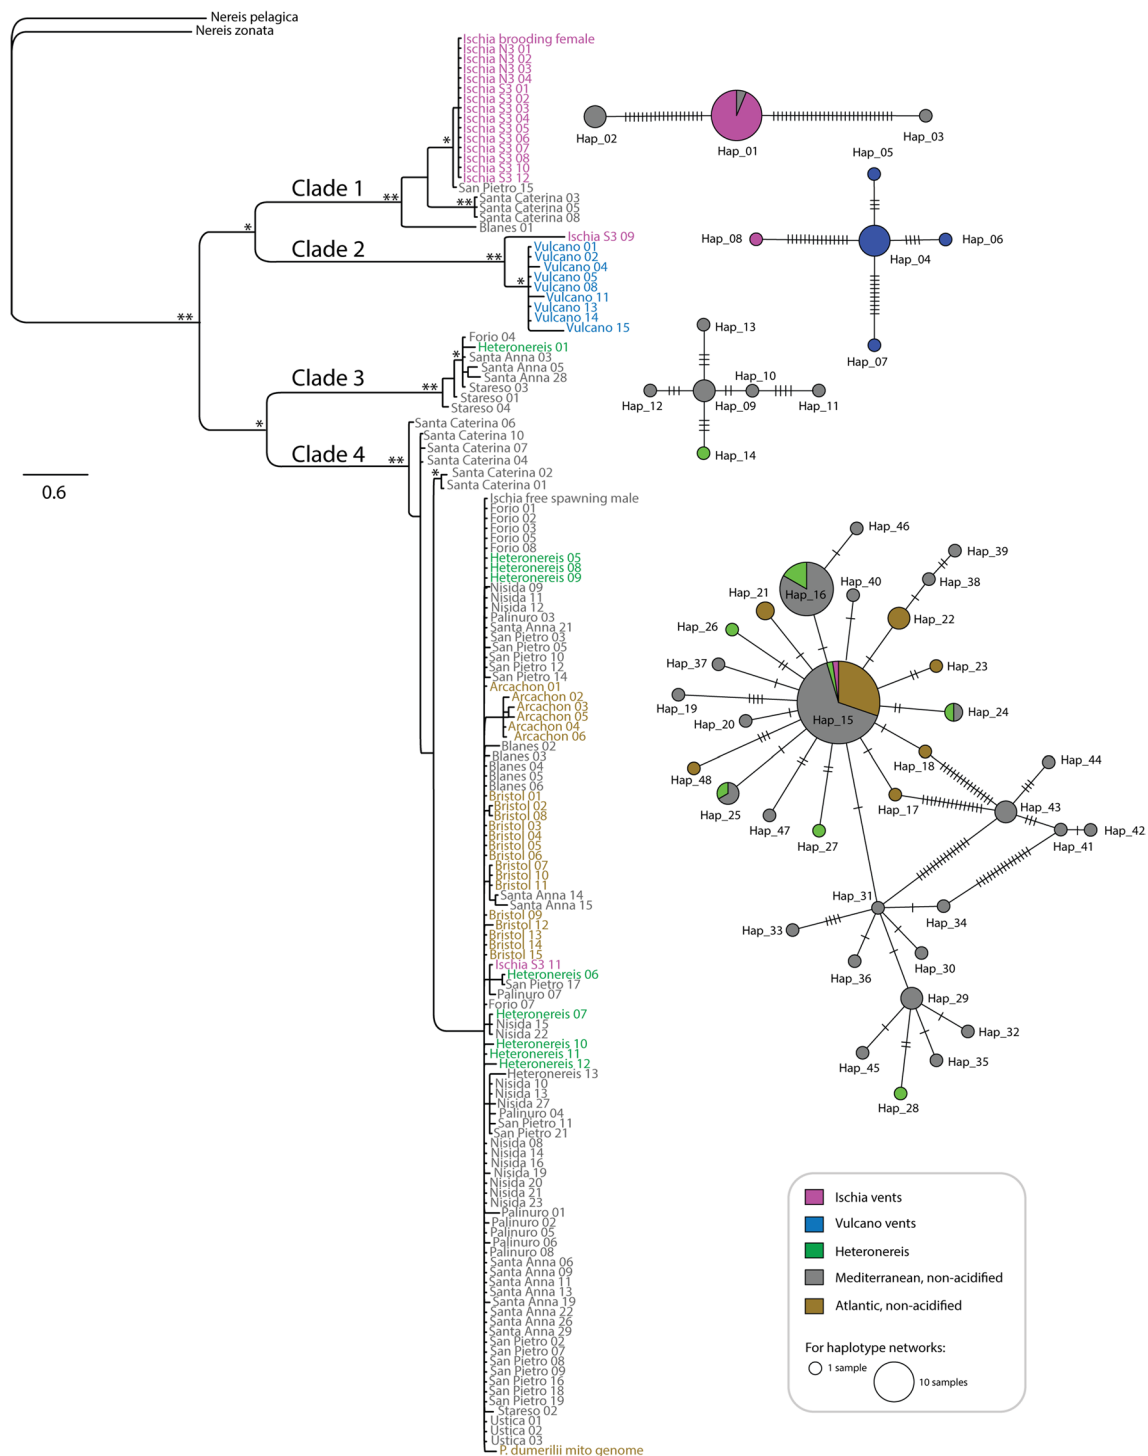 Nereis pelagica
Nereis zonata
Ischia brooding female
Ischia N3 01
Ischia N3 02
Ischia N3 03
Ischia N3 04
Ischia S3 01
Ischia S3 02
Ischia S3 03
Ischia S3 04
Ischia S3 05
Ischia S3 06
Ischia S3 07
Ischia S3 08
Ischia S3 10
Ischia S3 12
San Pietro 15
Santa Caterina 03
Santa Caterina 05
Santa Caterina 08
Blanes 01
Clade 1
*
**
**
*
Clade 2
**
*
Ischia S3 09
Vulcano 01
Vulcano 02
Vulcano 04
Vulcano 05
Vulcano 08
Vulcano 11
Vulcano 13
Vulcano 14
Vulcano 15
**
Clade 3
**
*
*
Forio 04
Heteronereis 01
Santa Anna 03
Santa Anna 05
Santa Anna 28
Stareso 03
Stareso 01
Stareso 04
Clade 4
**
*
Santa Caterina 06
Santa Caterina 10
Santa Caterina 07
Santa Caterina 04
Santa Caterina 02
Santa Caterina 01
0.6
Ischia free spawning male
Forio 01
Forio 02
Forio 03
Forio 05
Forio 08
Heteronereis 05
Heteronereis 08
Heteronereis 09
Nisida 09
Nisida 11
Nisida 12
Palinuro 03
Santa Anna 21
San Pietro 03
San Pietro 05
San Pietro 10
San Pietro 12
San Pietro 14
Arcachon 01
Arcachon 02
Arcachon 03
Arcachon 05
Arcachon 04
Arcachon 06
Blanes 02
Blanes 03
Blanes 04
Blanes 05
Blanes 06
Bristol 01
Bristol 02
Bristol 08
Bristol 03
Bristol 04
Bristol 05
Bristol 06
Bristol 07
Bristol 10
Bristol 11
Santa Anna 14
Santa Anna 15
Bristol 09
Bristol 12
Bristol 13
Bristol 14
Bristol 15
Ischia S3 11
Heteronereis 06
San Pietro 17
Palinuro 07
Forio 07
Heteronereis 07
Nisida 15
Nisida 22
Heteronereis 10
Heteronereis 11
Heteronereis 12
Heteronereis 13
Nisida 10
Nisida 13
Nisida 27
Palinuro 04
San Pietro 11
San Pietro 21
Nisida 08
Nisida 14
Nisida 16
Nisida 19
Nisida 20
Nisida 21
Nisida 23
Palinuro 01
Palinuro 02
Palinuro 05
Palinuro 06
Palinuro 08
Santa Anna 06
Santa Anna 09
Santa Anna 11
Santa Anna 13
Santa Anna 19
Santa Anna 22
Santa Anna 26
Santa Anna 29
San Pietro 02
San Pietro 07
San Pietro 08
San Pietro 09
San Pietro 16
San Pietro 18
San Pietro 19
Stareso 02
Ustica 01
Ustica 02
Ustica 03
P. dumerilii mito genome
Hap_02
Hap_01
Hap_03
Hap_05
Hap_08
Hap_04
Hap_06
Hap_07
Hap_13
Hap_10
Hap_12
Hap_09
Hap_11
Hap_14
Hap_46
Hap_39
Hap_40
Hap_38
Hap_21
Hap_16
Hap_22
Hap_26
Hap_37
Hap_23
Hap_19
Hap_20
Hap_15
Hap_24
Hap_18
Hap_44
Hap_48
Hap_25
Hap_47
Hap_27
Hap_17
Hap_43
Hap_41
Hap_42
Hap_31
Hap_34
Hap_33
Hap_36
Hap_30
Hap_29
Hap_32
Hap_45
Hap_35
Hap_28
Ischia vents
Vulcano vents
Heteronereis
Mediterranean, non-acidified
Atlantic, non-acidified
For haplotype networks:
1 sample
10 samples